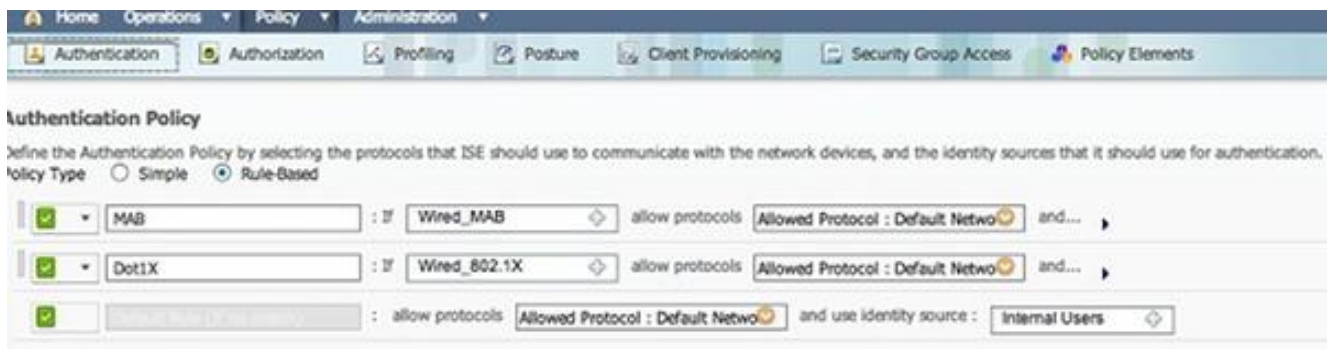 Home Operations Policy Administration
Authentication Authorization Profiling Posture Client Provisioning Security Group Access Policy Elements
Authentication Policy
Define the Authentication Policy by selecting the protocols that ISE should use to communicate with the network devices, and the identity sources that it should use for authentication.
Policy Type Simple Rule-Based
MAB : If Wired_MAB allow protocols Allowed Protocol : Default Netwo and...
Dot1X : If Wired_802.1X allow protocols Allowed Protocol : Default Netwo and...
: allow protocols Allowed Protocol : Default Netwo and use identity source : Internal Users